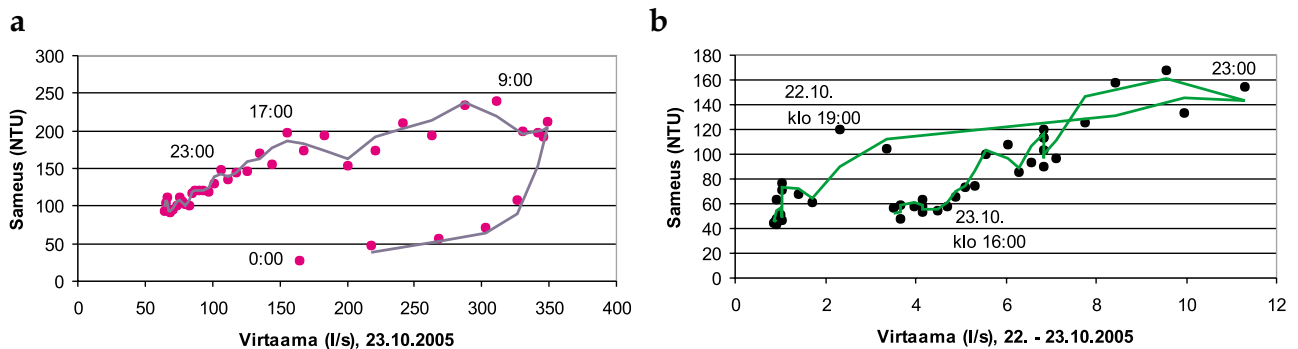 a
300
250
200
150
100
50
0
Sameus (NTU)
9:00
17:00
23:00
0:00
0 50 100 150 200 250 300 350 400
Virtaama (l/s), 23.10.2005
b
180
160
140
120
100
80
60
40
20
0
Sameus (NTU)
23:00
22.10.
klo 19:00
23.10.
klo 16:00
0 2 4 6 8 10 12
Virtaama (l/s), 22. - 23.10.2005